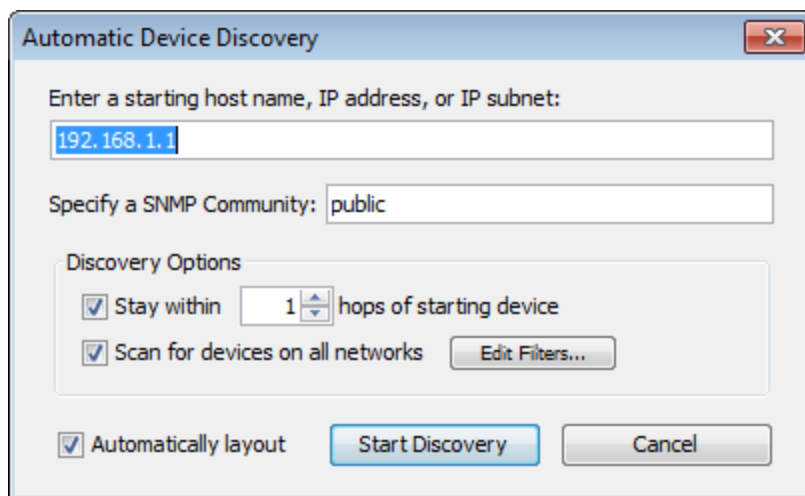 Automatic Device Discovery
Enter a starting host name, IP address, or IP subnet:
192.168.1.1
Specify a SNMP Community: public
Discovery Options
Stay within 1 hops of starting device
Scan for devices on all networks Edit Filters...
Automatically layout Start Discovery Cancel